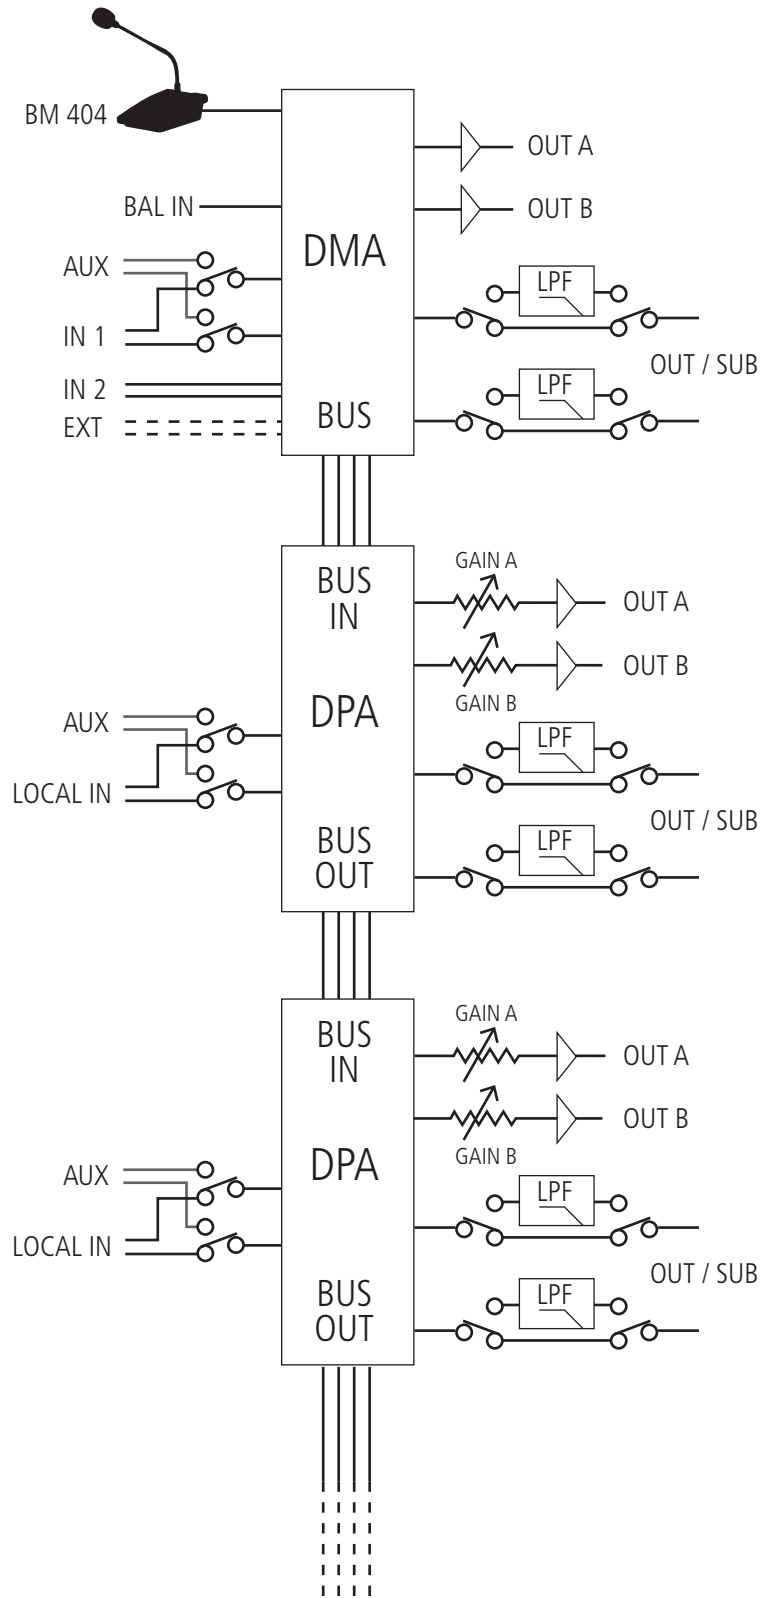 BM 404
OUT A
BAL IN
OUT B
DMA
AUX
LPF
IN 1
OUT / SUB
IN 2
LPF
EXT
BUS
GAIN A
BUS
IN
OUT A
OUT B
GAIN B
DPA
AUX
LPF
LOCAL IN
OUT / SUB
BUS
OUT
LPF
GAIN A
BUS
IN
OUT A
OUT B
GAIN B
DPA
AUX
LPF
LOCAL IN
OUT / SUB
BUS
OUT
LPF